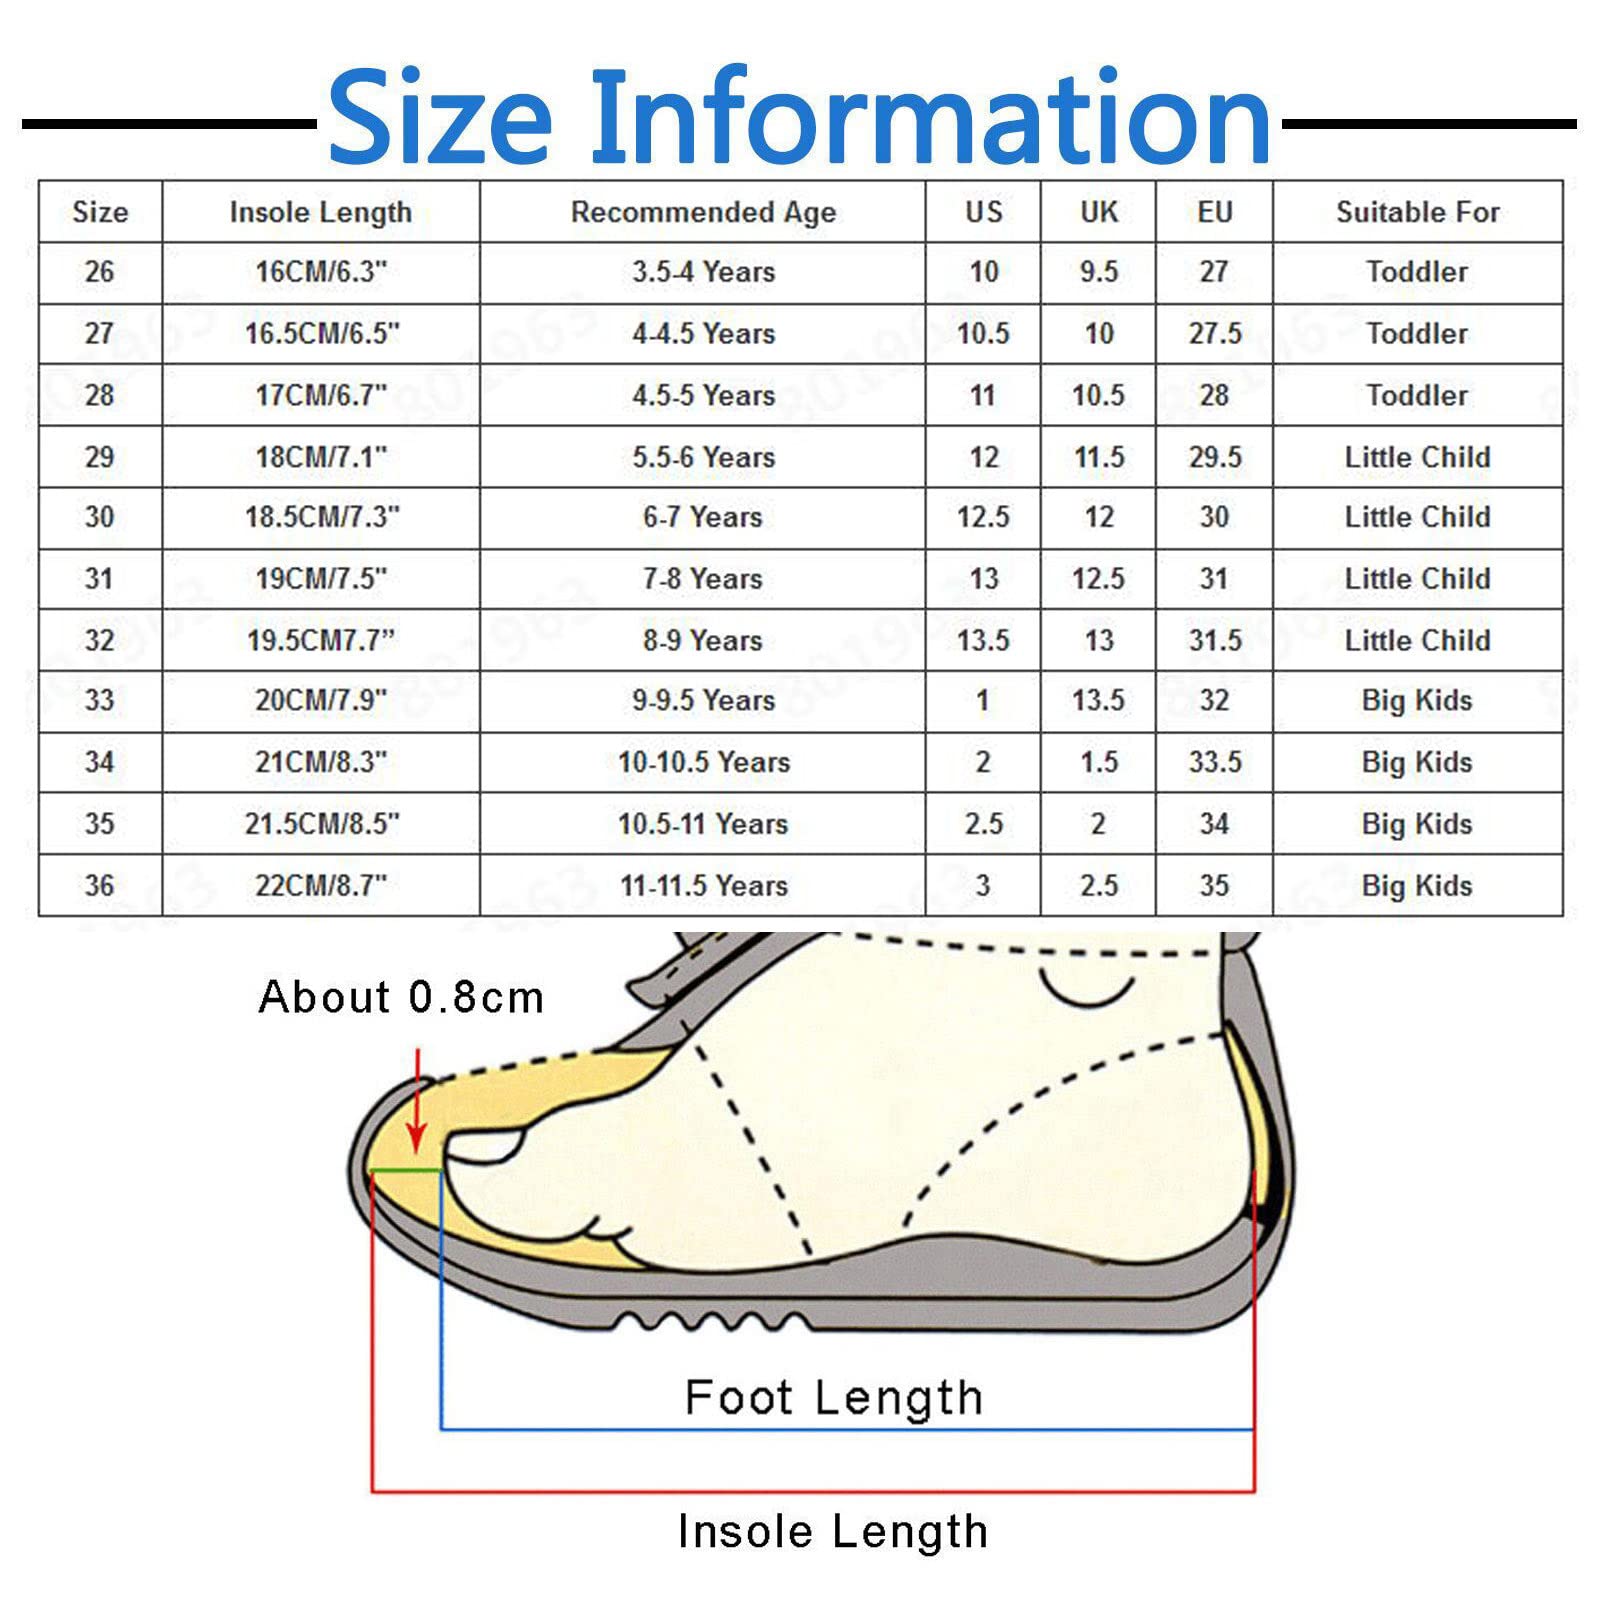 Size Information
Size Insole Length Recommended Age US UK EU Suitable For
26 16CM/6.3" 3.5-4 Years 10 9.5 27 Toddler
27 16.5CM/6.5" 4-4.5 Years 10.5 10 27.5 Toddler
28 17CM/6.7" 4.5-5 Years 11 10.5 28 Toddler
29 18CM/7.1" 5.5-6 Years 12 11.5 29.5 Little Child
30 18.5CM/7.3" 6-7 Years 12.5 12 30 Little Child
31 19CM/7.5" 7-8 Years 13 12.5 31 Little Child
32 19.5CM7.7” 8-9 Years 13.5 13 31.5 Little Child
33 20CM/7.9" 9-9.5 Years 1 13.5 32 Big Kids
34 21CM/8.3" 10-10.5 Years 2 1.5 33.5 Big Kids
35 21.5CM/8.5" 10.5-11 Years 2.5 2 34 Big Kids
36 22CM/8.7" 11-11.5 Years 3 2.5 35 Big Kids
About 0.8cm
Foot Length
Insole Length